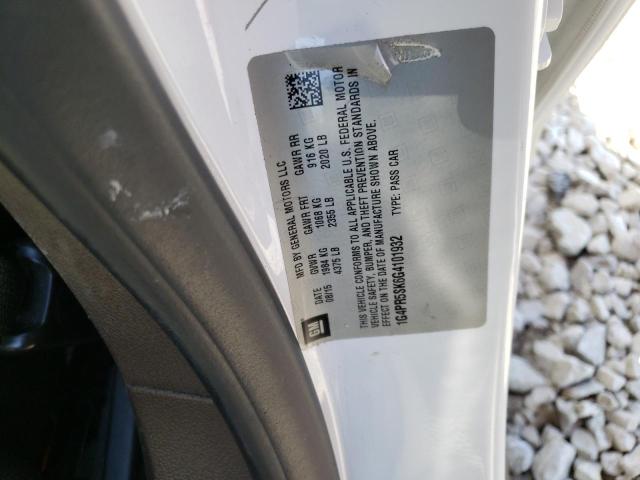 GM
MFD BY GENERAL MOTORS LLC
DATE GVWR GAWR FRT GAWR RR
08/15 1984 KG 1068 KG 916 KG
4375 LB 2355 LB 2020 LB
THIS VEHICLE CONFORMS TO ALL APPLICABLE U.S. FEDERAL MOTOR
VEHICLE SAFETY, BUMPER, AND THEFT PREVENTION STANDARDS IN
EFFECT ON THE DATE OF MANUFACTURE SHOWN ABOVE.
1G4PR5SK6G4101932 TYPE: PASS CAR